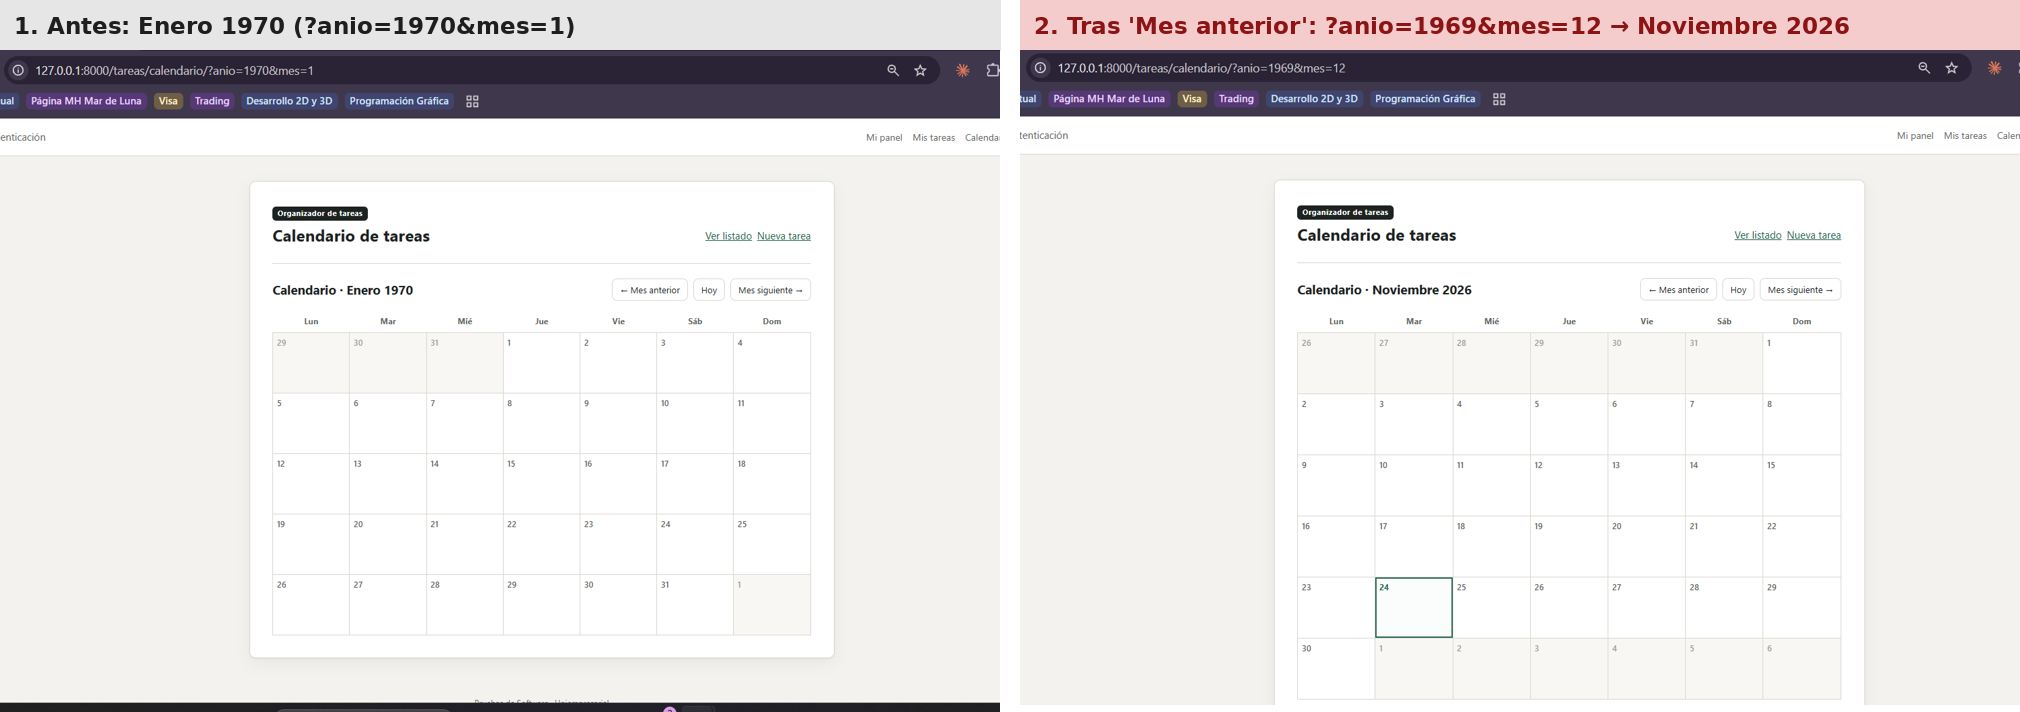 1. Antes: Enero 1970 (?anio=1970&mes=1)
127.0.0.1:8000/tareas/calendario/?anio=1970&mes=1
ual Página MH Mar de Luna Visa Trading Desarrollo 2D y 3D Programación Gráfica
enticación Mi panel Mis tareas Calenda
Organizador de tareas
Calendario de tareas Ver listado Nueva tarea
Calendario · Enero 1970 ← Mes anterior Hoy Mes siguiente →
Lun Mar Mié Jue Vie Sáb Dom
29 30 31 1 2 3 4
5 6 7 8 9 10 11
12 13 14 15 16 17 18
19 20 21 22 23 24 25
26 27 28 29 30 31 1
2. Tras 'Mes anterior': ?anio=1969&mes=12 → Noviembre 2026
127.0.0.1:8000/tareas/calendario/?anio=1969&mes=12
tual Página MH Mar de Luna Visa Trading Desarrollo 2D y 3D Programación Gráfica
tenticación Mi panel Mis tareas Calen
Organizador de tareas
Calendario de tareas Ver listado Nueva tarea
Calendario · Noviembre 2026 ← Mes anterior Hoy Mes siguiente →
Lun Mar Mié Jue Vie Sáb Dom
26 27 28 29 30 31 1
2 3 4 5 6 7 8
9 10 11 12 13 14 15
16 17 18 19 20 21 22
23 24 25 26 27 28 29
30 1 2 3 4 5 6